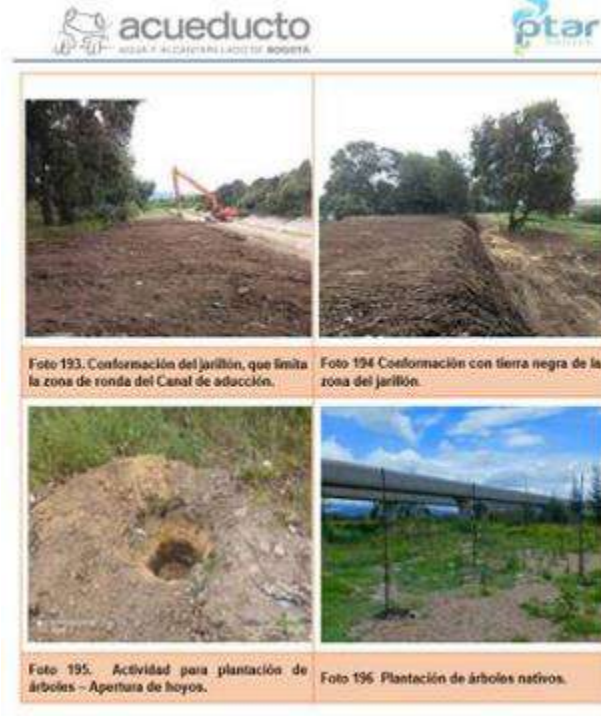 acueducto
AGUA Y ALCANTARILLADO DE BOGOTÁ
ptar
Foto 193. Conformación del jarillón, que limita
la zona de ronda del Canal de aducción.
Foto 194 Conformación con tierra negra de la
zona del jarillón.
Foto 195. Actividad para plantación de
árboles – Apertura de hoyos.
Foto 196 Plantación de árboles nativos.